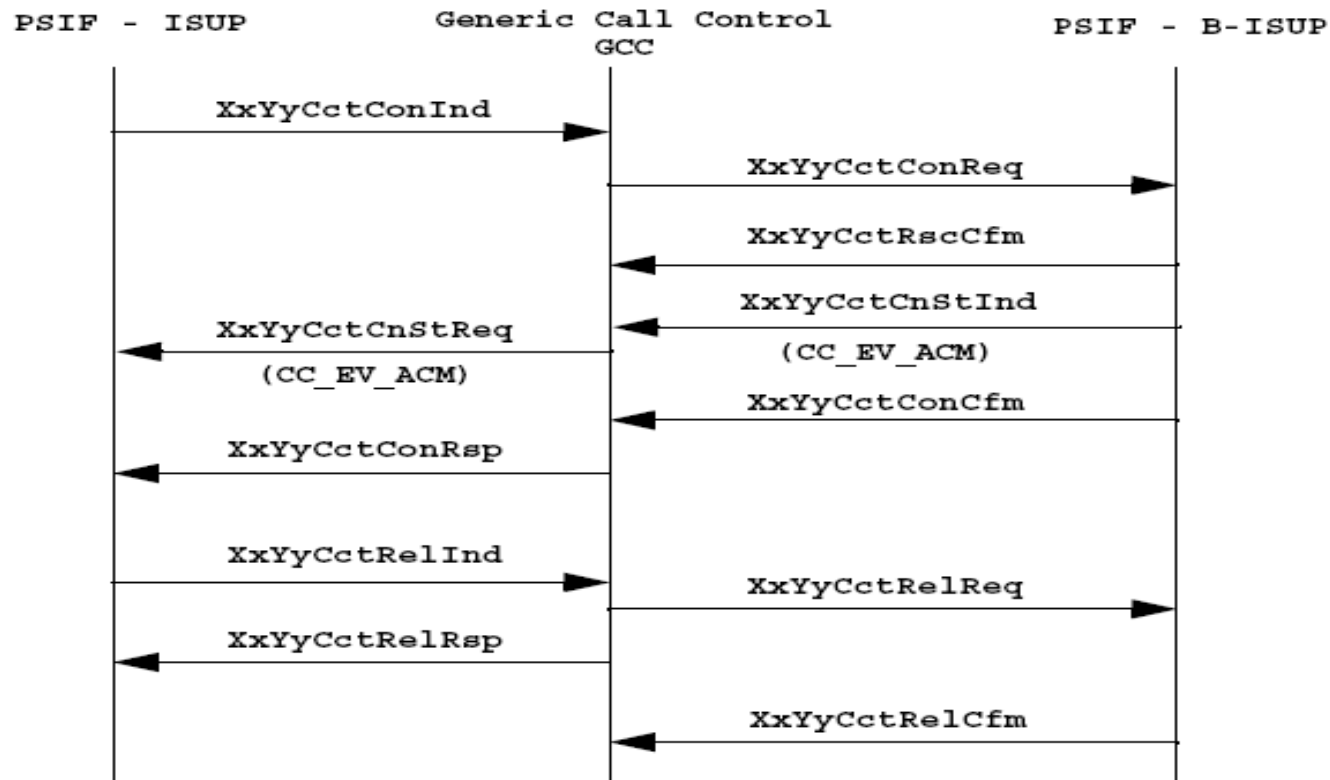 PSIF - ISUP
Generic Call Control
GCC
PSIF - B-ISUP
XxYyCctConInd
XxYyCctConReq
XxYyCctRscCfm
XxYyCctCnStInd
(CC_EV_ACM)
XxYyCctCnStReq
(CC_EV_ACM)
XxYyCctConCfm
XxYyCctConRsp
XxYyCctRelInd
XxYyCctRelReq
XxYyCctRelRsp
XxYyCctRelCfm